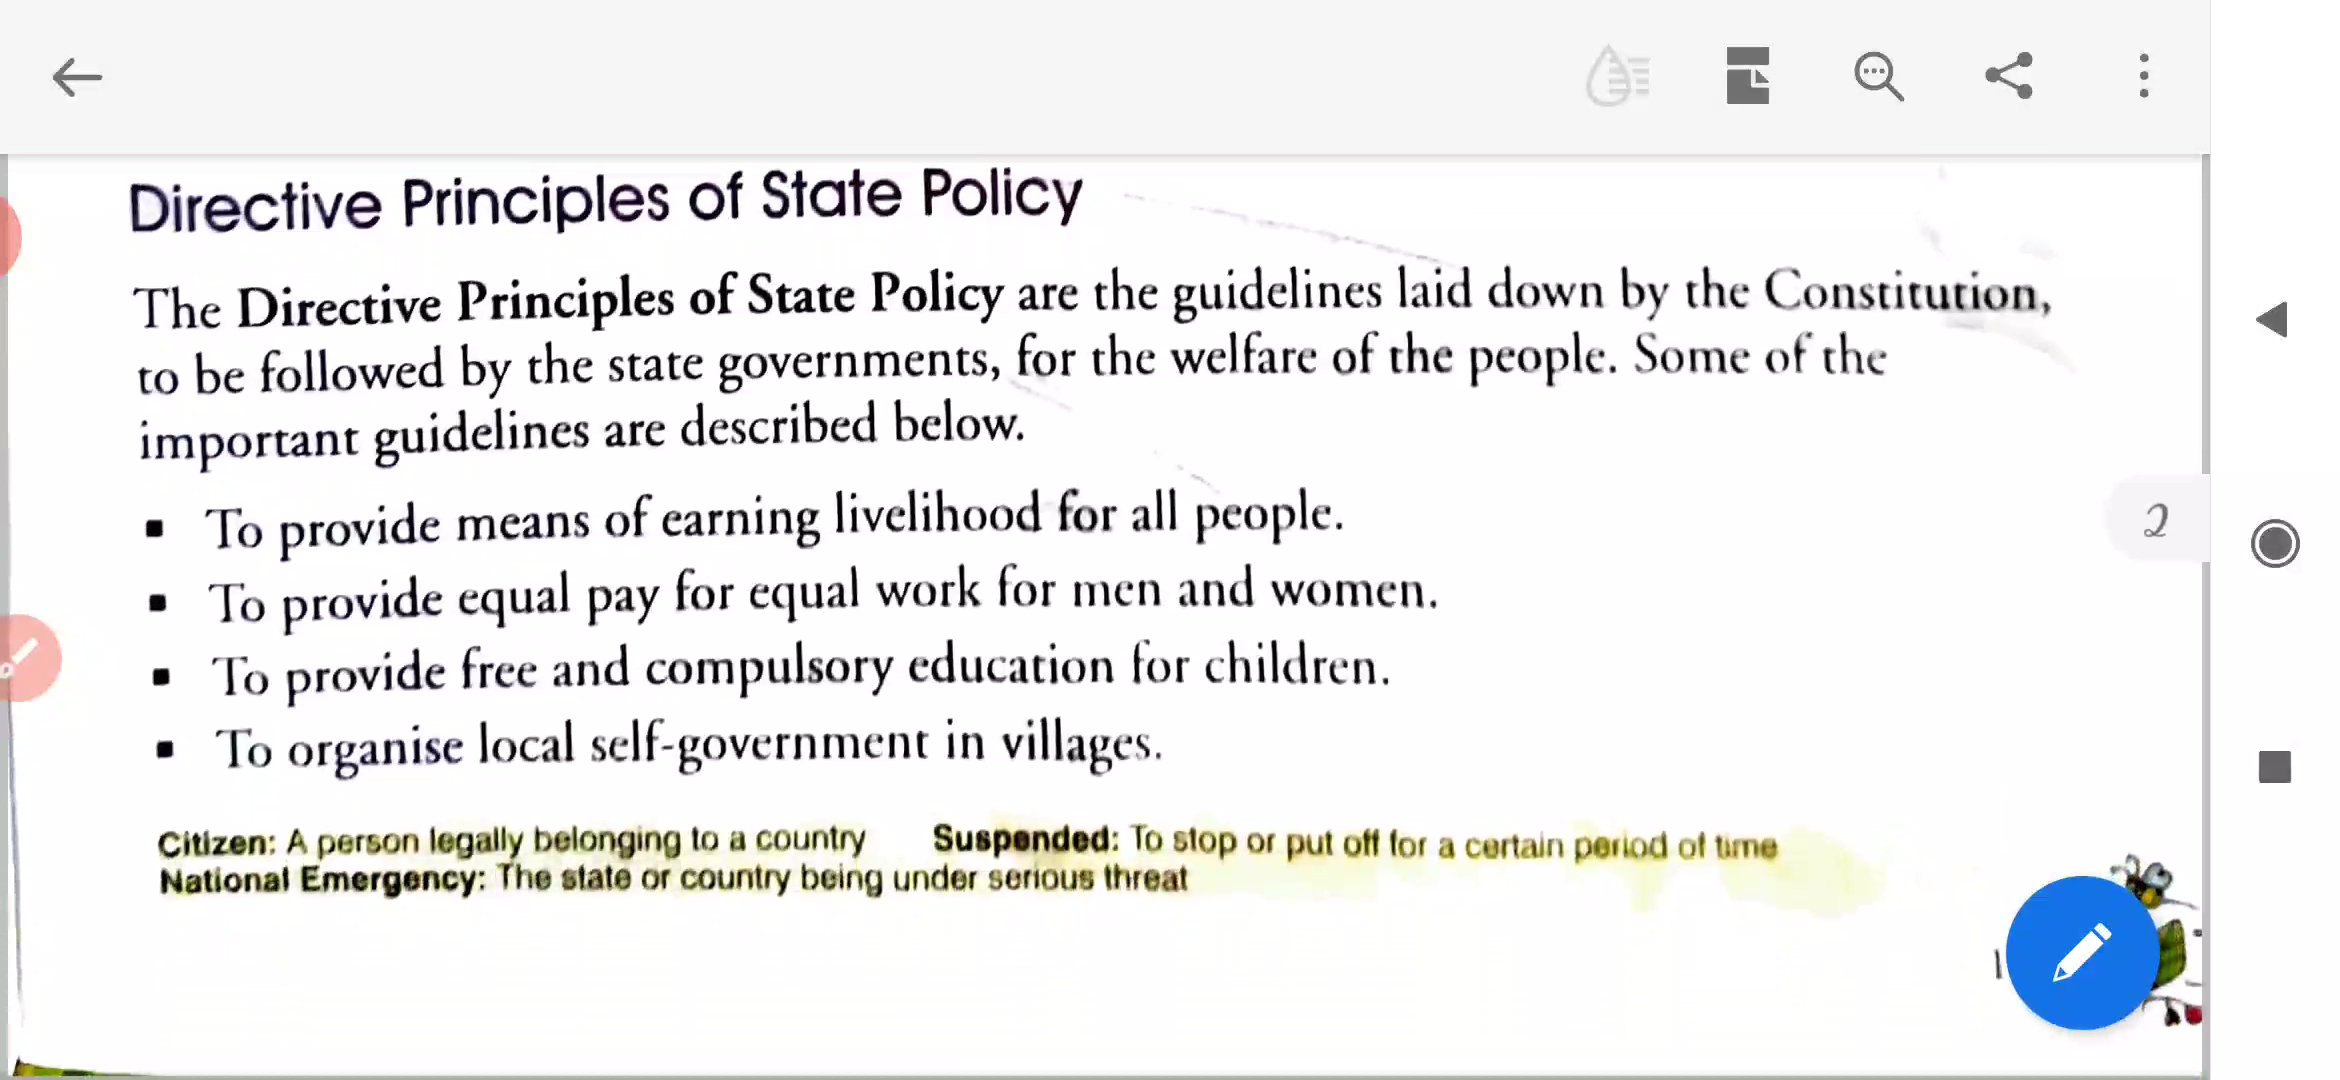 Directive Principles of State Policy
The Directive Principles of State Policy are the guidelines laid down by the Constitution,
to be followed by the state governments, for the welfare of the people. Some of the
important guidelines are described below.
▪ To provide means of earning livelihood for all people.
▪ To provide equal pay for equal work for men and women.
2
▪ To provide free and compulsory education for children.
▪ To organise local self-government in villages.
Citizen: A person legally belonging to a country Suspended: To stop or put off for a certain period of time
National Emergency: The state or country being under serious threat